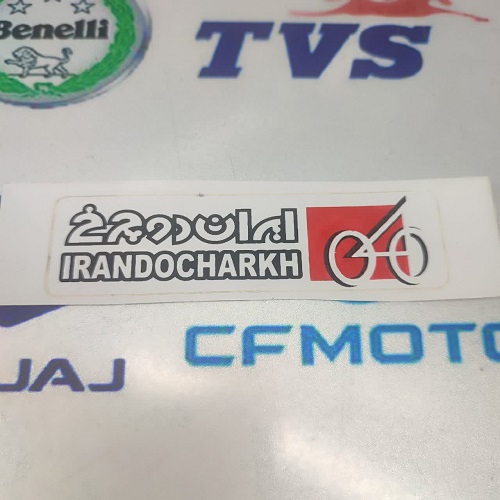 Benelli
TVS
ایران دوچرخ
IRANDOCHARKH
CFMOTO
JAJ